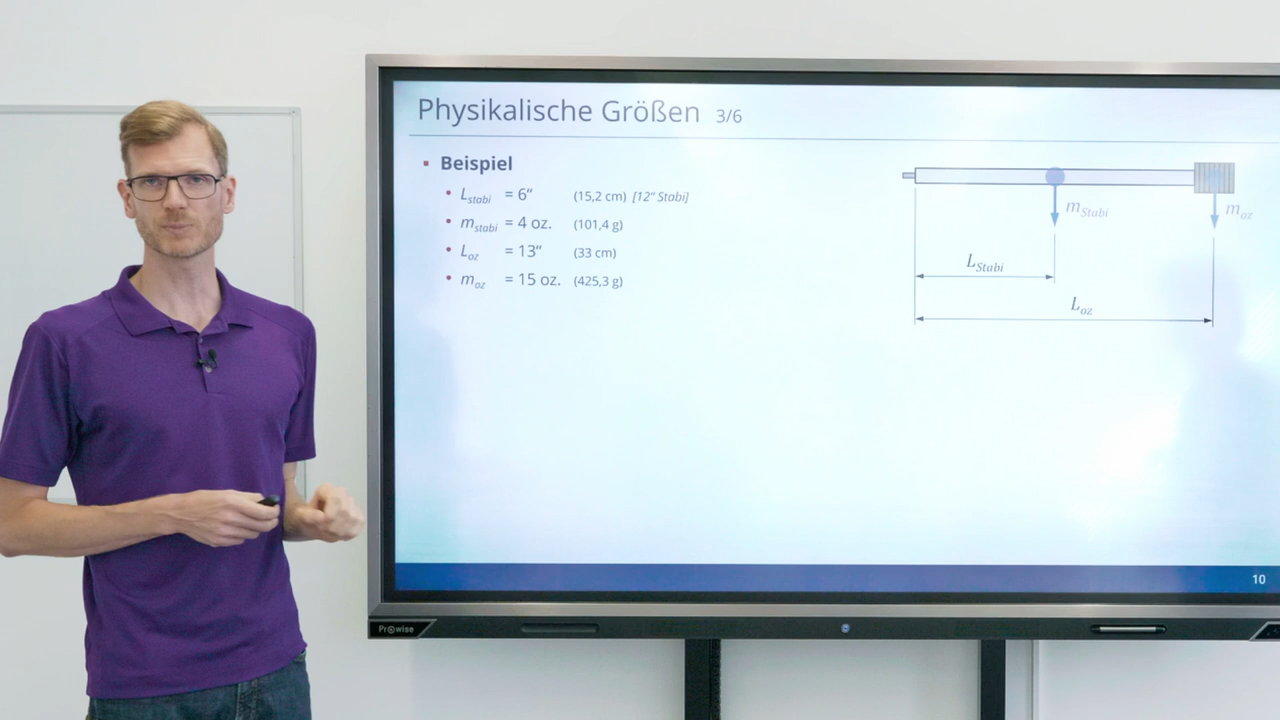 Physikalische Größen 3/6
▪ Beispiel
• L_stabi = 6“ (15,2 cm) [12“ Stabi]
• m_stabi = 4 oz. (101,4 g)
• L_oz = 13“ (33 cm)
• m_oz = 15 oz. (425,3 g)
m_Stabi
m_oz
L_Stabi
L_oz
10
Prowise